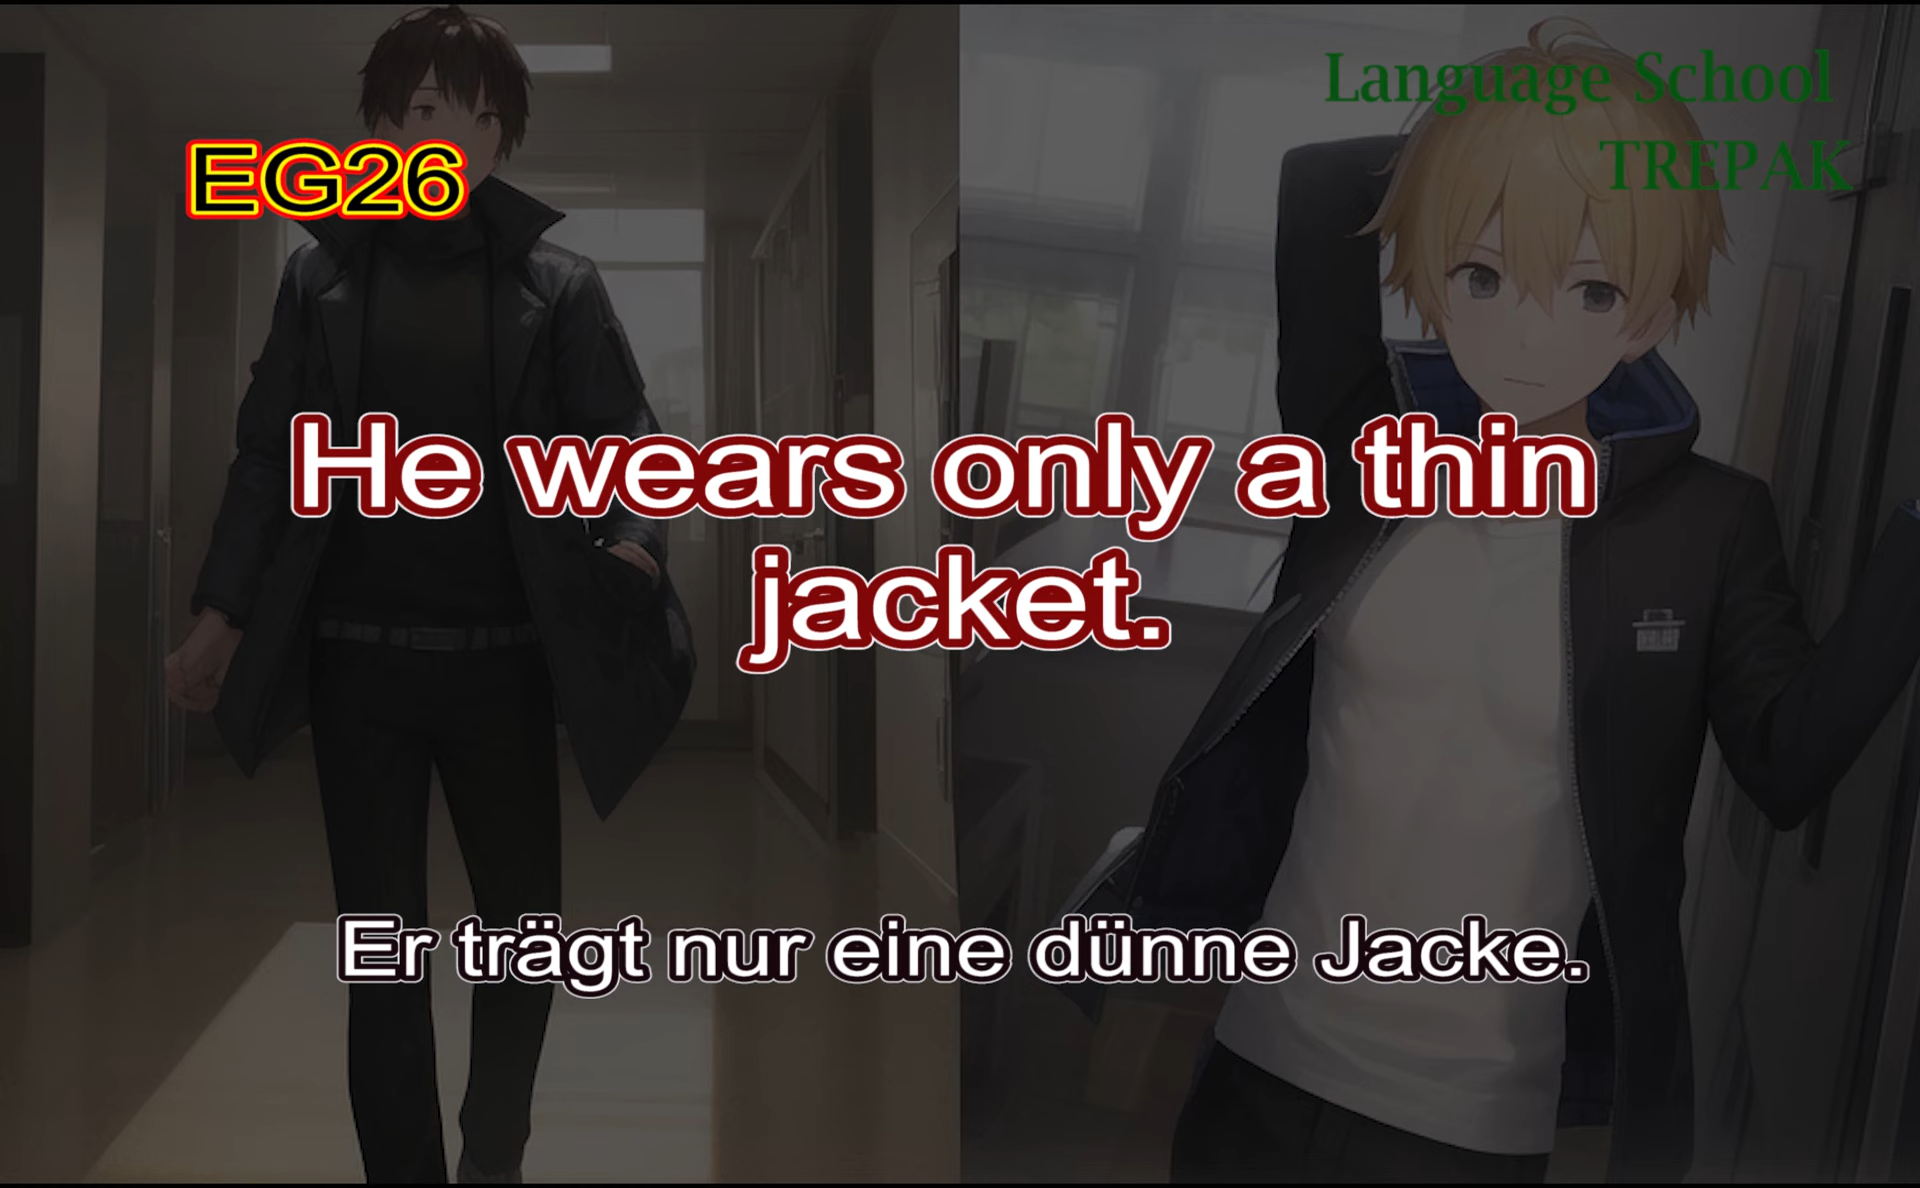 Language School
TREPAK
EG26
He wears only a thin
jacket.
Er trägt nur eine dünne Jacke.